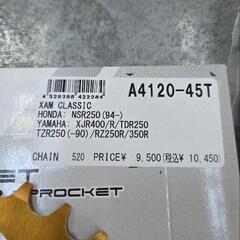 4528388422284
A4120-45T
XAM CLASSIC
HONDA: NSR250(94-)
YAMAHA: XJR400/R/TDR250
TZR250(-90)/RZ250R/350R
CHAIN 520 PRICE¥ 9,500(税込¥ 10,450)
PROCKET